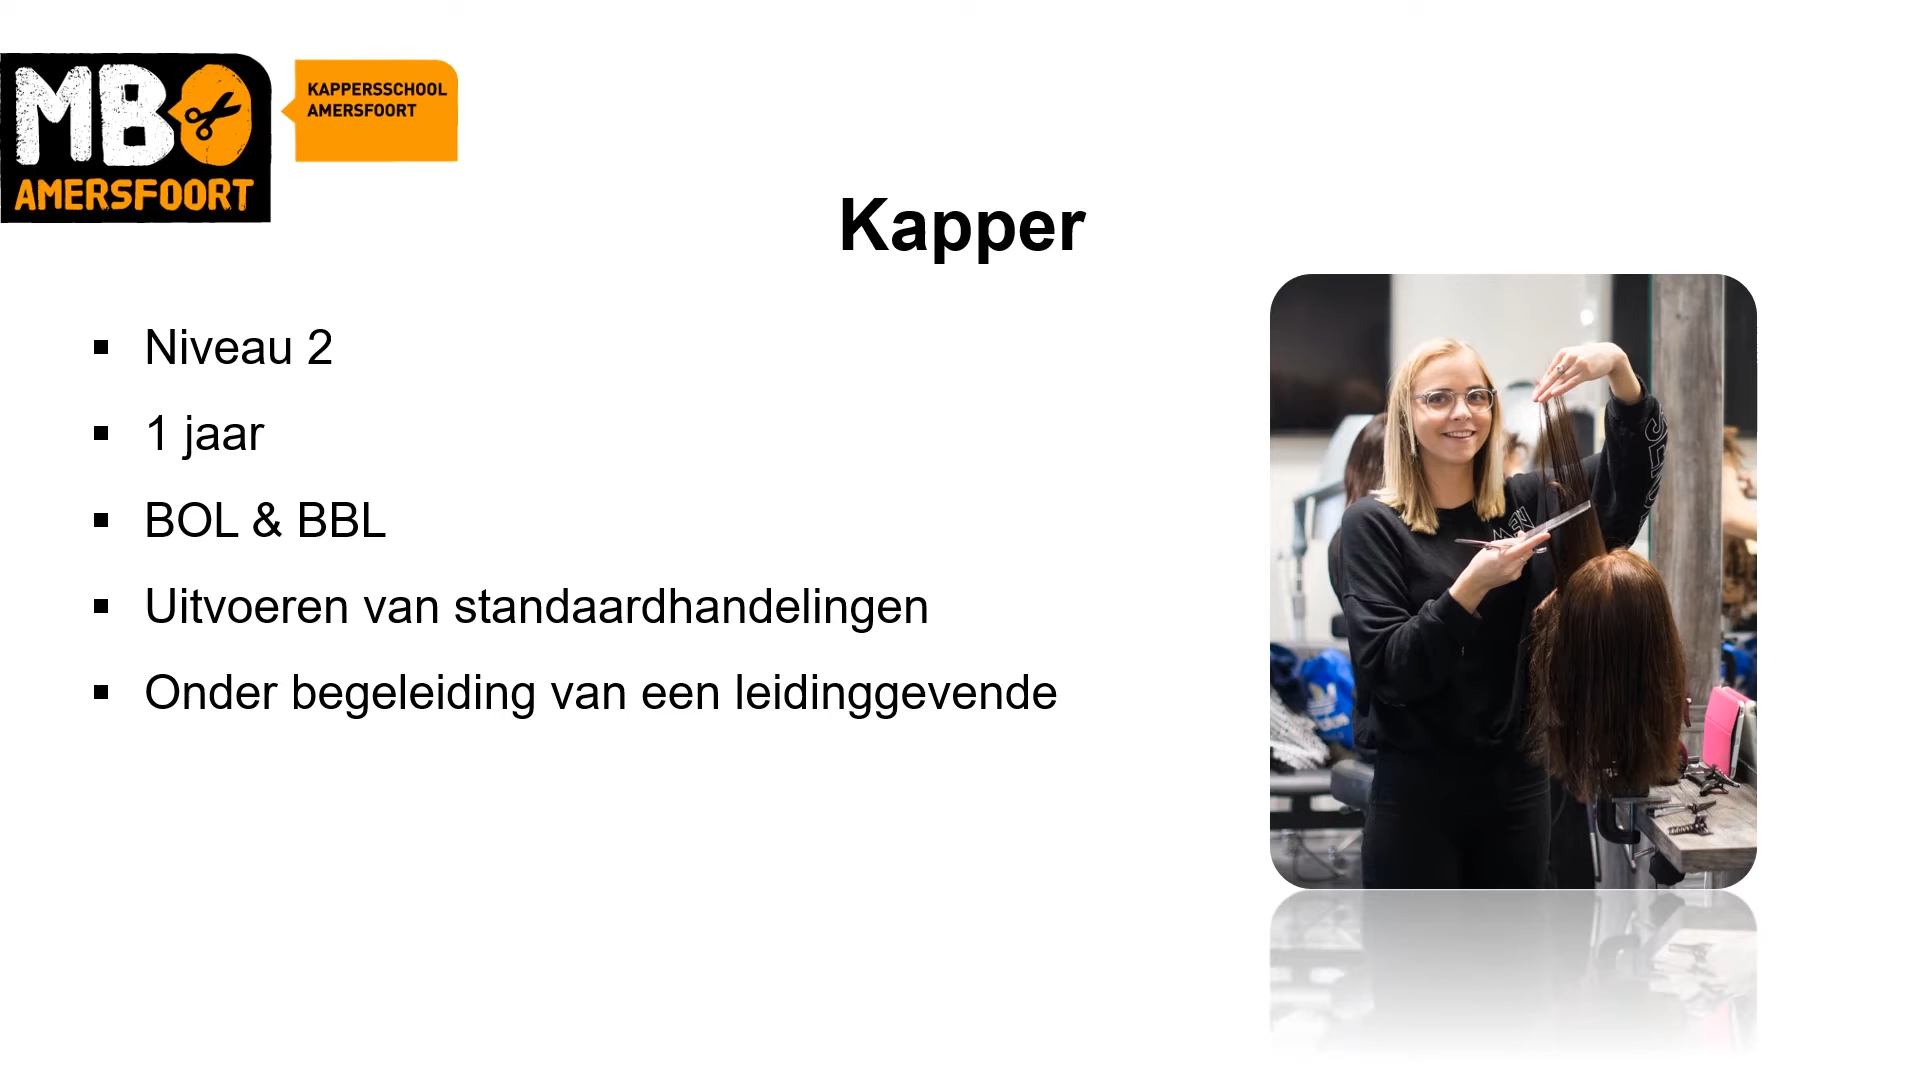 MBO
AMERSFOORT
KAPPERSSCHOOL
AMERSFOORT
Kapper
Niveau 2
1 jaar
BOL & BBL
Uitvoeren van standaardhandelingen
Onder begeleiding van een leidinggevende